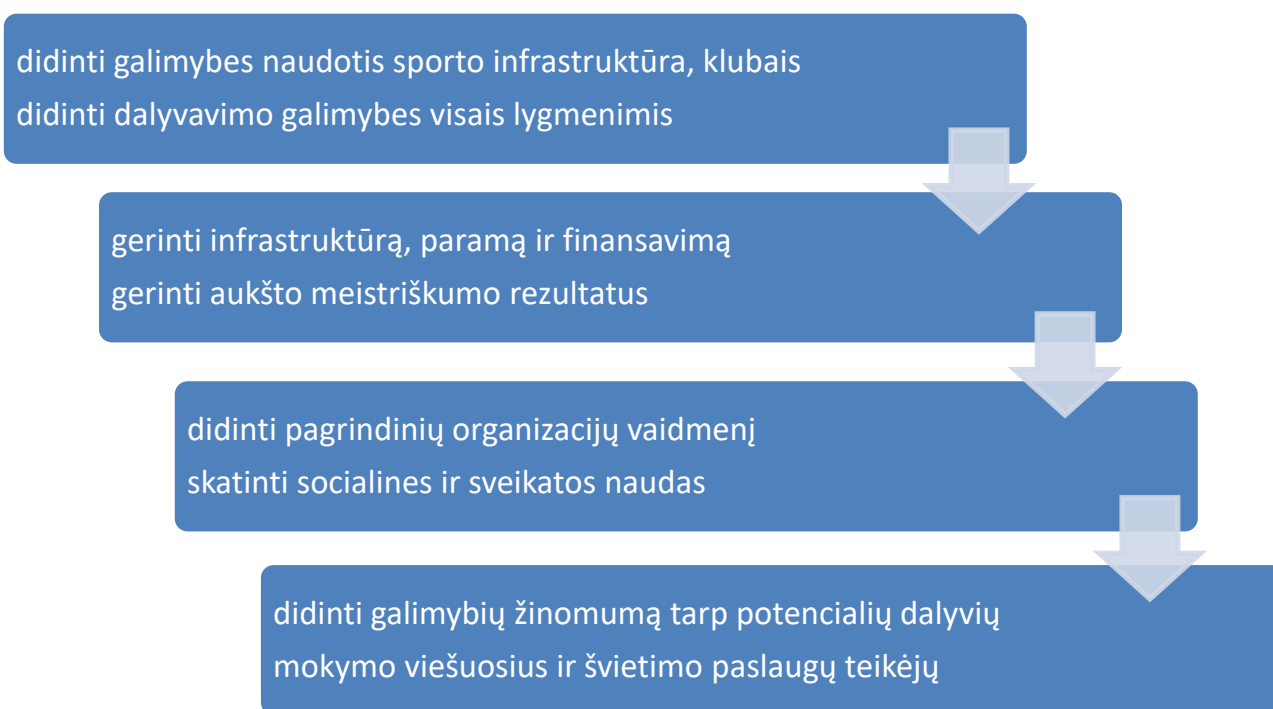 didinti galimybes naudotis sporto infrastruktūra, klubais
didinti dalyvavimo galimybes visais lygmenimis
gerinti infrastruktūrą, paramą ir finansavimą
gerinti aukšto meistriškumo rezultatus
didinti pagrindinių organizacijų vaidmenį
skatinti socialines ir sveikatos naudas
didinti galimybių žinomumą tarp potencialių dalyvių
mokymo viešuosius ir švietimo paslaugų teikėjų